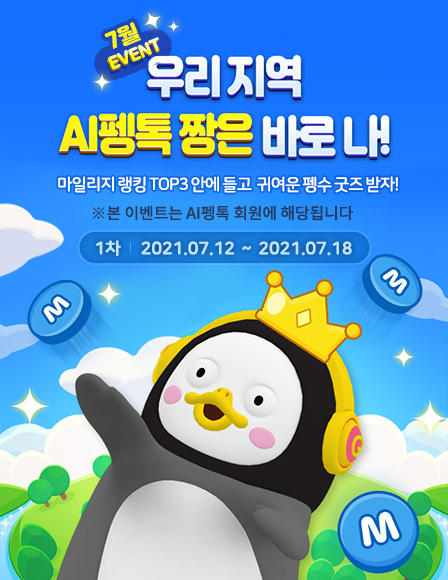 7월
EVENT
우리 지역
AI펭톡 짱은 바로 나!
마일리지 랭킹 TOP3 안에 들고 귀여운 펭수 굿즈 받자!
※본 이벤트는 AI펭톡 회원에 해당됩니다
1차 | 2021.07.12 ~ 2021.07.18
M
M
M